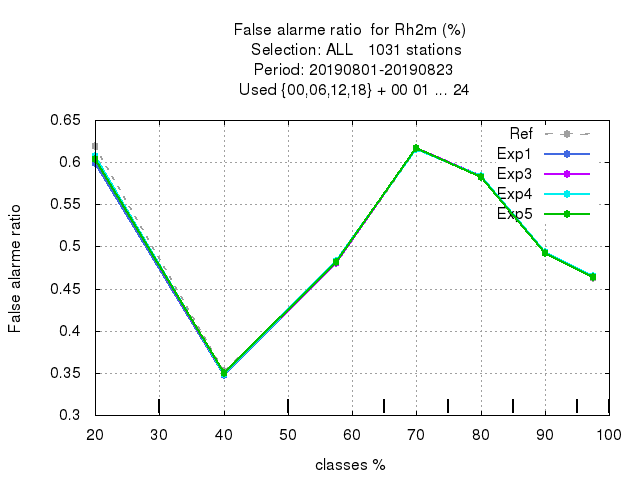 False alarme ratio  for Rh2m (%)
Selection: ALL   1031 stations
Period: 20190801-20190823
Used {00,06,12,18} + 00 01 ... 24
0.65
0.6
0.55
0.5
0.45
0.4
0.35
0.3
False alarme ratio
Ref
Exp1
Exp3
Exp4
Exp5
20 30 40 50 60 70 80 90 100
classes %